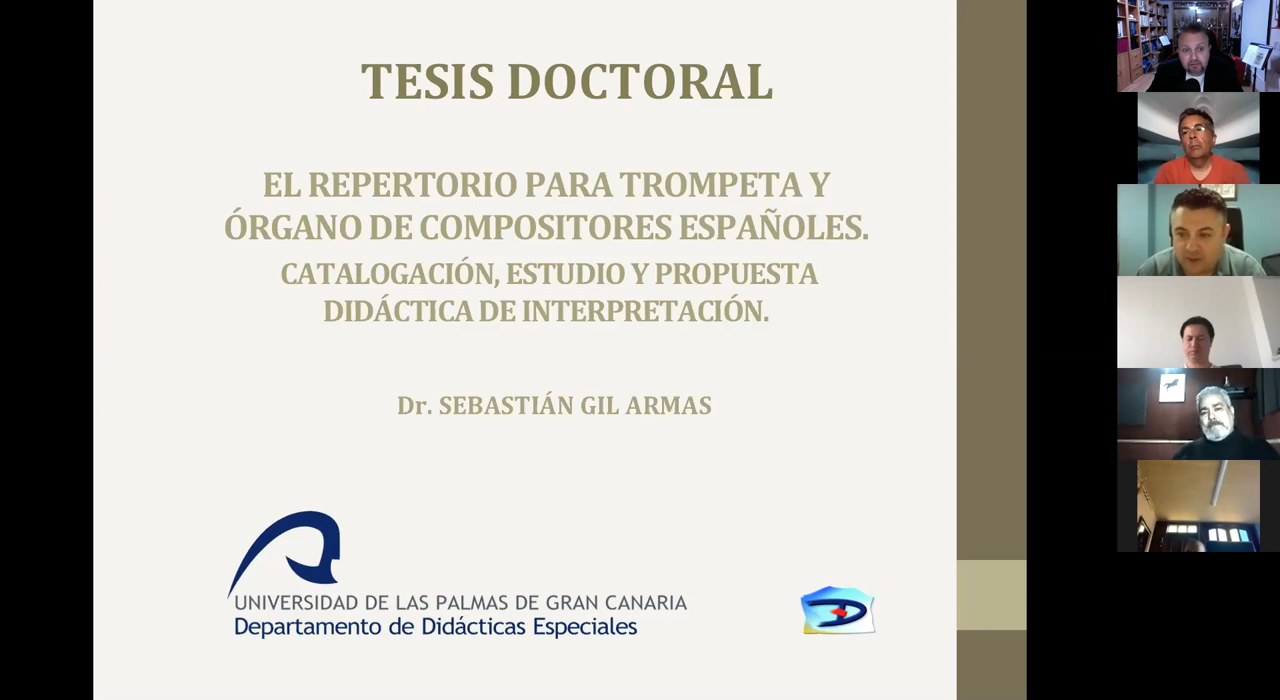 TESIS DOCTORAL
EL REPERTORIO PARA TROMPETA Y
ÓRGANO DE COMPOSITORES ESPAÑOLES.
CATALOGACIÓN, ESTUDIO Y PROPUESTA
DIDÁCTICA DE INTERPRETACIÓN.
Dr. SEBASTIÁN GIL ARMAS
UNIVERSIDAD DE LAS PALMAS DE GRAN CANARIA
Departamento de Didácticas Especiales